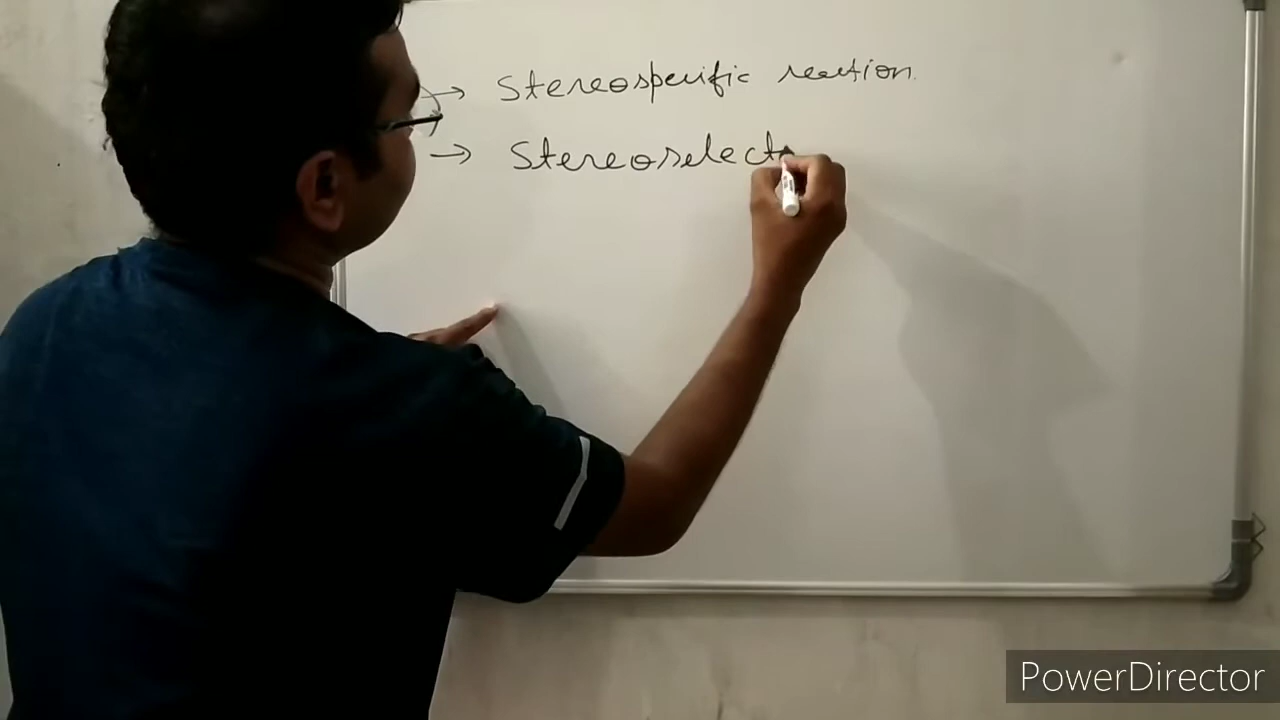 → Stereospecific reaction.
→ Stereoselect
PowerDirector